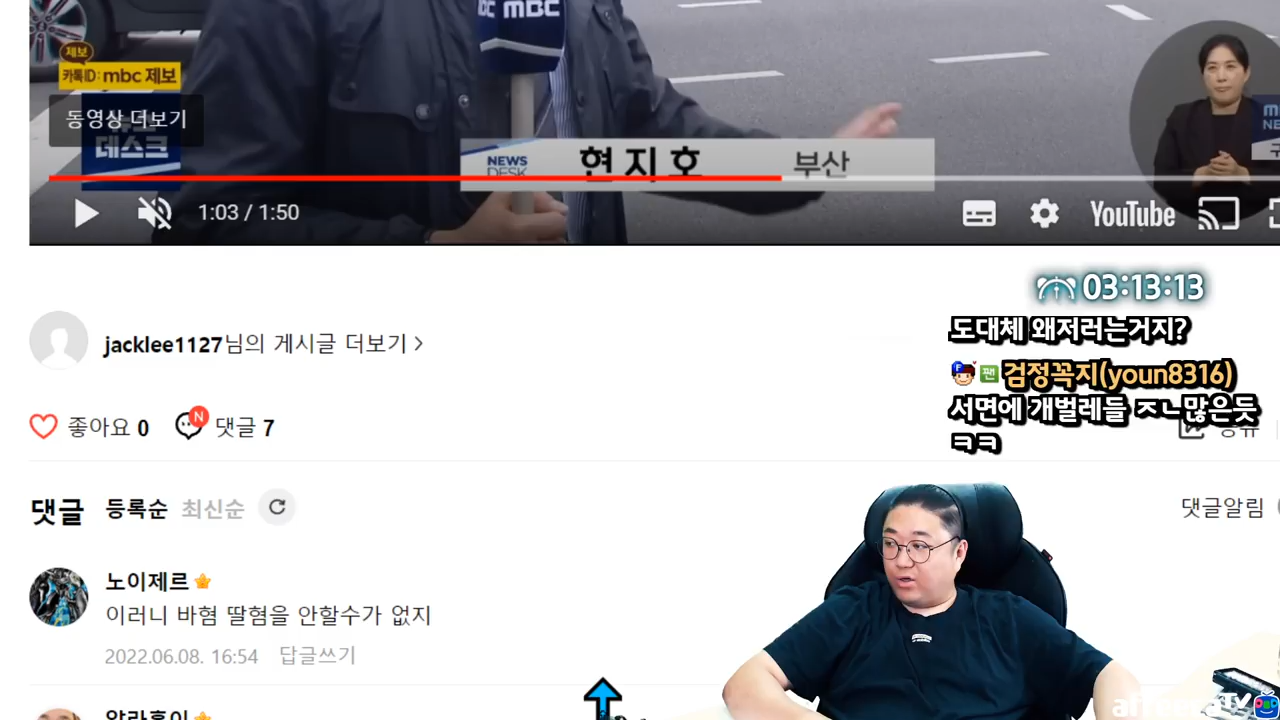 MBC mbc
제보
카톡ID : mbc 제보
동영상 더보기
데스크
NEWS
DESK
현지호 부산
1:03 / 1:50
YouTube
03:13:13
도대체 왜저러는거지?
jacklee1127님의 게시글 더보기 >
F 팬 검정꼭지(youn8316)
서면에 개벌레들 ㅈㄴ많은듯
ㅋㅋ
좋아요 0
N
댓글 7
공유
댓글 등록순 최신순
댓글알림
노이제르
이러니 바혐 딸혐을 안할수가 없지
2022.06.08. 16:54 답글쓰기
afreecaTV